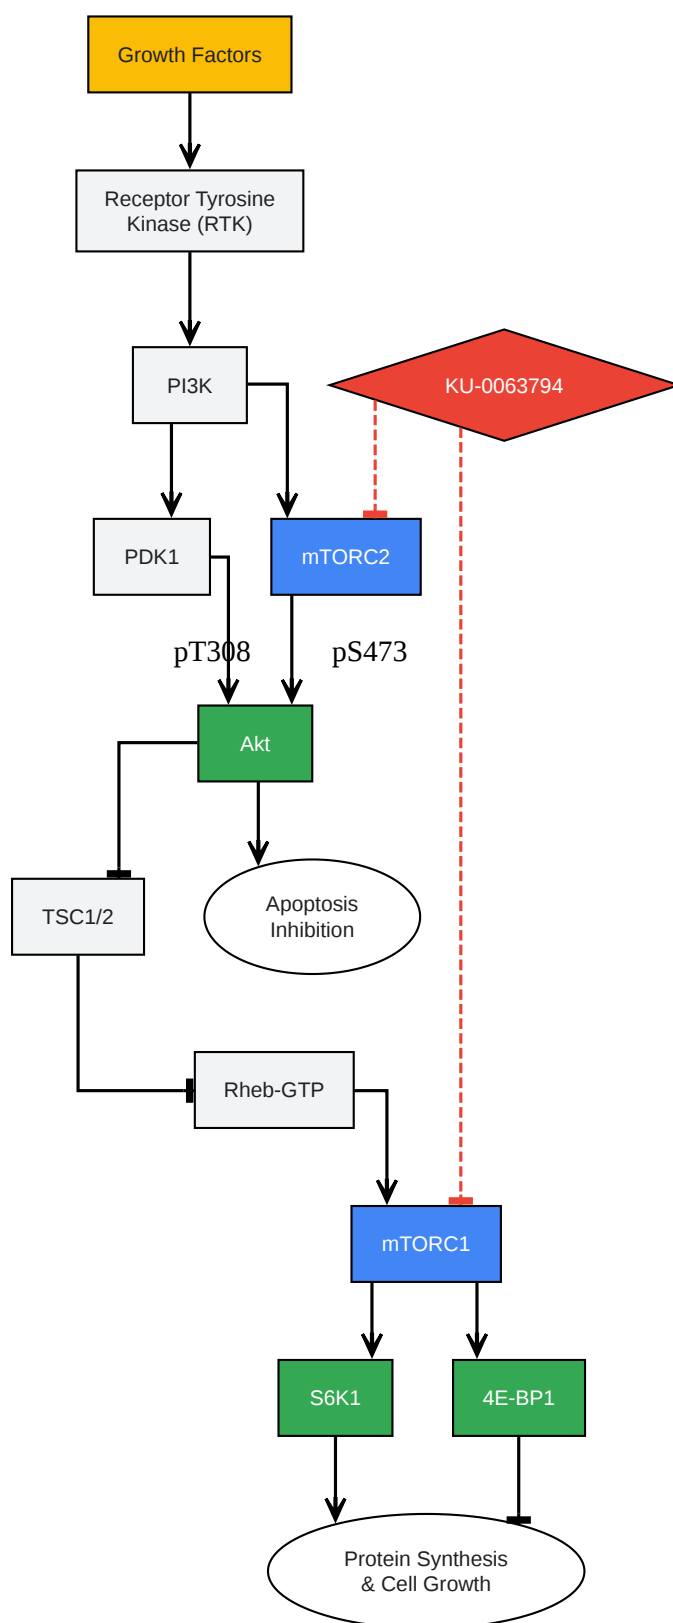 Growth Factors
Receptor Tyrosine
Kinase (RTK)
PI3K
KU-0063794
PDK1
mTORC2
pT308
pS473
Akt
TSC1/2
Apoptosis
Inhibition
Rheb-GTP
mTORC1
S6K1
4E-BP1
Protein Synthesis
& Cell Growth